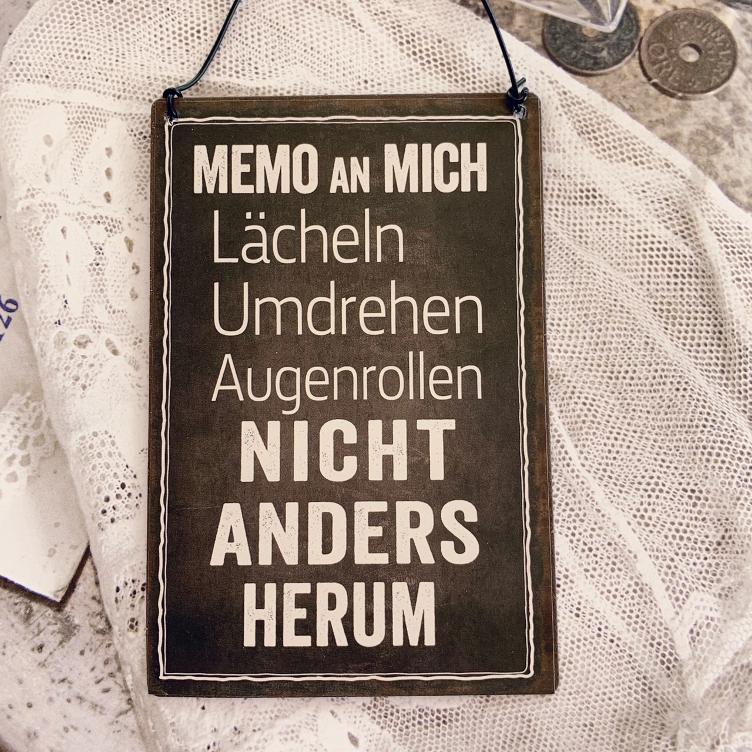 MEMO AN MICH
Lächeln
Umdrehen
Augenrollen
NICHT
ANDERS
HERUM